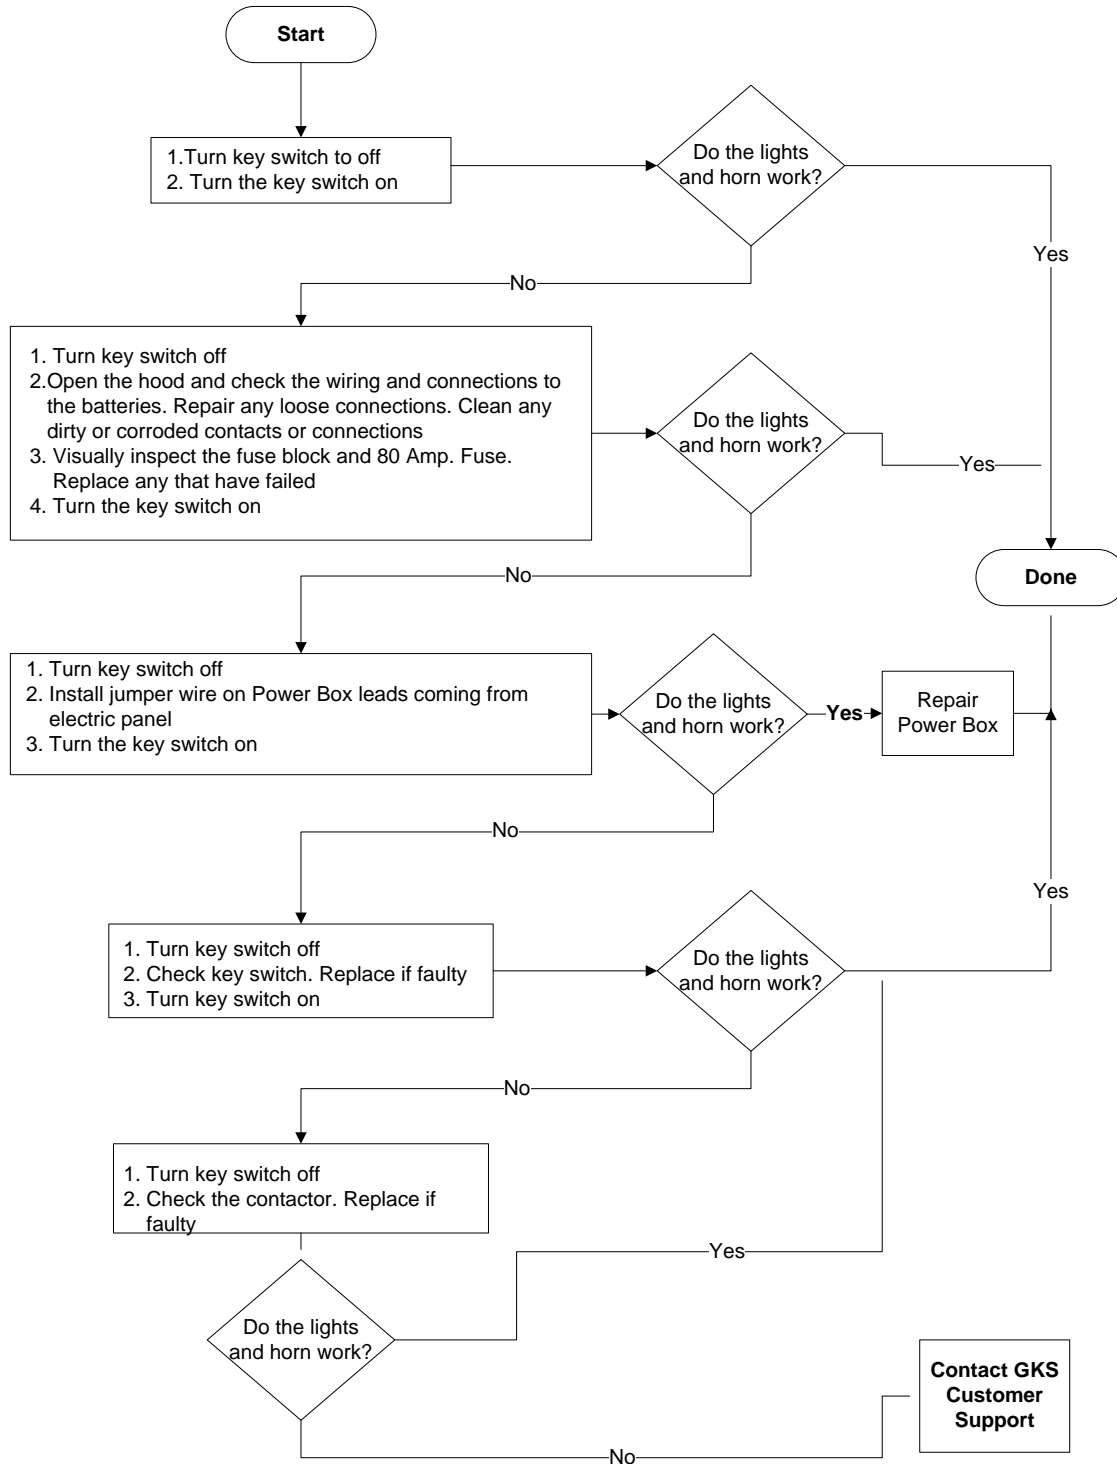 Start
1.Turn key switch to off
2. Turn the key switch on
Do the lights
and horn work?
Yes
No
1. Turn key switch off
2.Open the hood and check the wiring and connections to
the batteries. Repair any loose connections. Clean any
dirty or corroded contacts or connections
3. Visually inspect the fuse block and 80 Amp. Fuse.
Replace any that have failed
4. Turn the key switch on
Do the lights
and horn work?
Yes
No
Done
1. Turn key switch off
2. Install jumper wire on Power Box leads coming from
electric panel
3. Turn the key switch on
Do the lights
and horn work?
Yes
Repair
Power Box
No
1. Turn key switch off
2. Check key switch. Replace if faulty
3. Turn key switch on
Do the lights
and horn work?
Yes
No
1. Turn key switch off
2. Check the contactor. Replace if
faulty
Yes
Do the lights
and horn work?
No
Contact GKS
Customer
Support